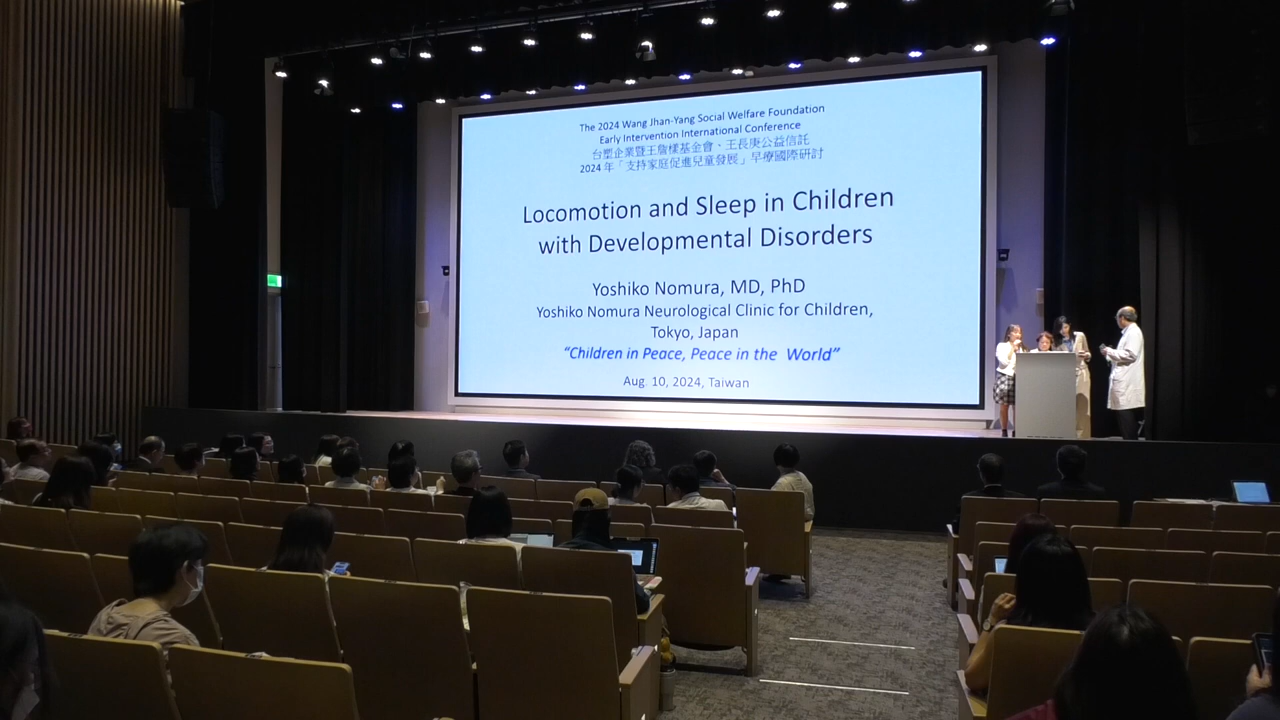 The 2024 Wang Jhan-Yang Social Welfare Foundation
Early Intervention International Conference
台塑企業暨王詹樣基金會、王長庚公益信託
2024 年「支持家庭促進兒童發展」早療國際研討
Locomotion and Sleep in Children
with Developmental Disorders
Yoshiko Nomura, MD, PhD
Yoshiko Nomura Neurological Clinic for Children,
Tokyo, Japan
“Children in Peace, Peace in the World”
Aug. 10, 2024, Taiwan